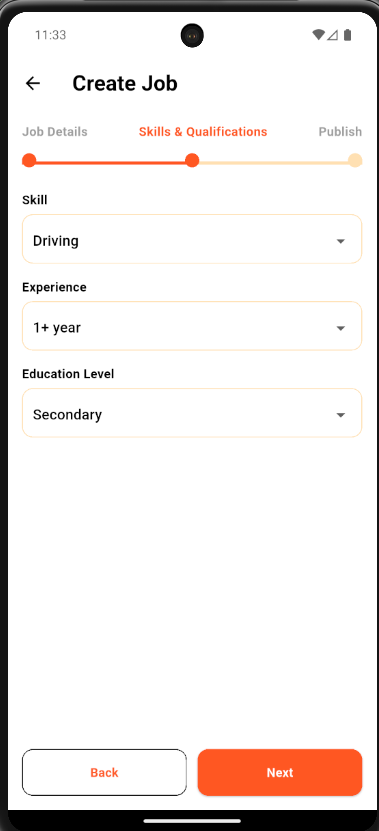 11:33
Create Job
Job Details Skills & Qualifications Publish
Skill
Driving
Experience
1+ year
Education Level
Secondary
Back Next